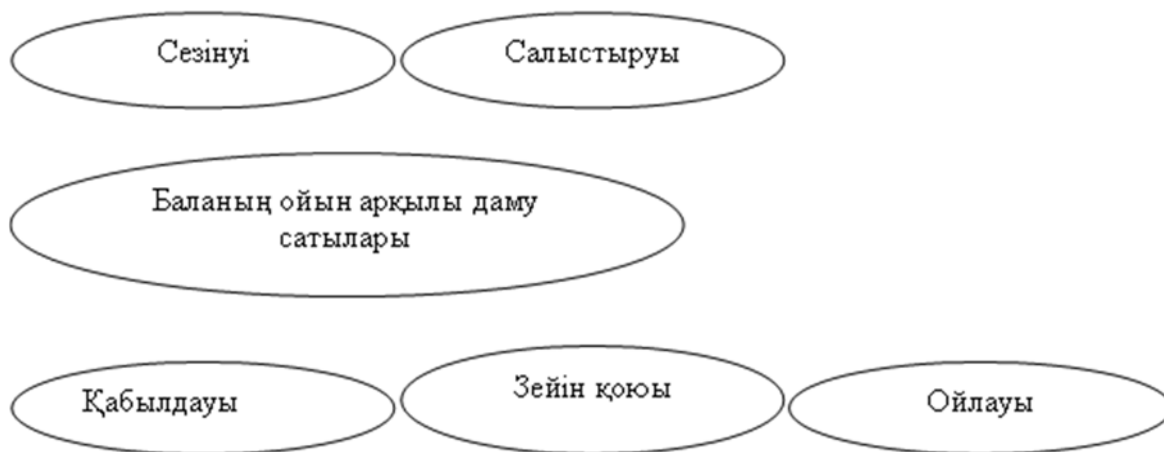 Сезінуі
Салыстыруы
Баланың ойын арқылы даму
сатылары
Қабылдауы
Зейін қоюы
Ойлауы